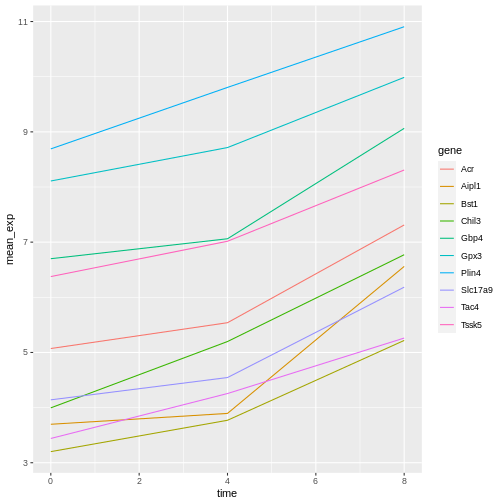 11
9
7
5
3
0
2
4
6
8
time
mean_exp
gene
Acr
Aipl1
Bst1
Chil3
Gbp4
Gpx3
Plin4
Slc17a9
Tac4
Tssk5